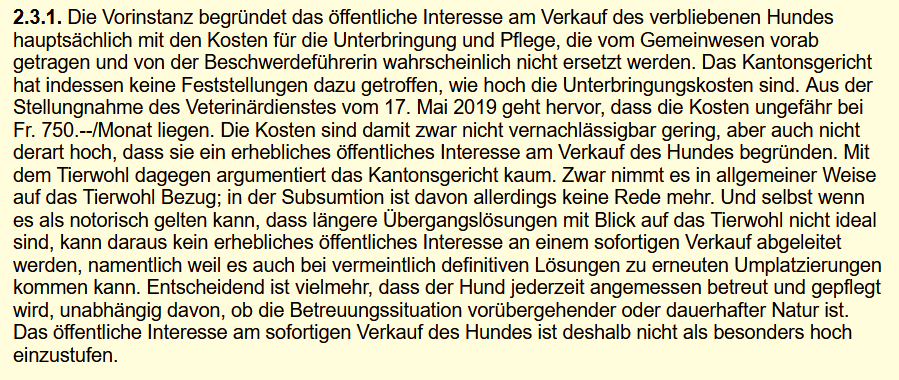 2.3.1. Die Vorinstanz begründet das öffentliche Interesse am Verkauf des verbliebenen Hundes
hauptsächlich mit den Kosten für die Unterbringung und Pflege, die vom Gemeinwesen vorab
getragen und von der Beschwerdeführerin wahrscheinlich nicht ersetzt werden. Das Kantonsgericht
hat indessen keine Feststellungen dazu getroffen, wie hoch die Unterbringungskosten sind. Aus der
Stellungnahme des Veterinärdienstes vom 17. Mai 2019 geht hervor, dass die Kosten ungefähr bei
Fr. 750.--/Monat liegen. Die Kosten sind damit zwar nicht vernachlässigbar gering, aber auch nicht
derart hoch, dass sie ein erhebliches öffentliches Interesse am Verkauf des Hundes begründen. Mit
dem Tierwohl dagegen argumentiert das Kantonsgericht kaum. Zwar nimmt es in allgemeiner Weise
auf das Tierwohl Bezug; in der Subsumtion ist davon allerdings keine Rede mehr. Und selbst wenn
es als notorisch gelten kann, dass längere Übergangslösungen mit Blick auf das Tierwohl nicht ideal
sind, kann daraus kein erhebliches öffentliches Interesse an einem sofortigen Verkauf abgeleitet
werden, namentlich weil es auch bei vermeintlich definitiven Lösungen zu erneuten Umplatzierungen
kommen kann. Entscheidend ist vielmehr, dass der Hund jederzeit angemessen betreut und gepflegt
wird, unabhängig davon, ob die Betreuungssituation vorübergehender oder dauerhafter Natur ist.
Das öffentliche Interesse am sofortigen Verkauf des Hundes ist deshalb nicht als besonders hoch
einzustufen.